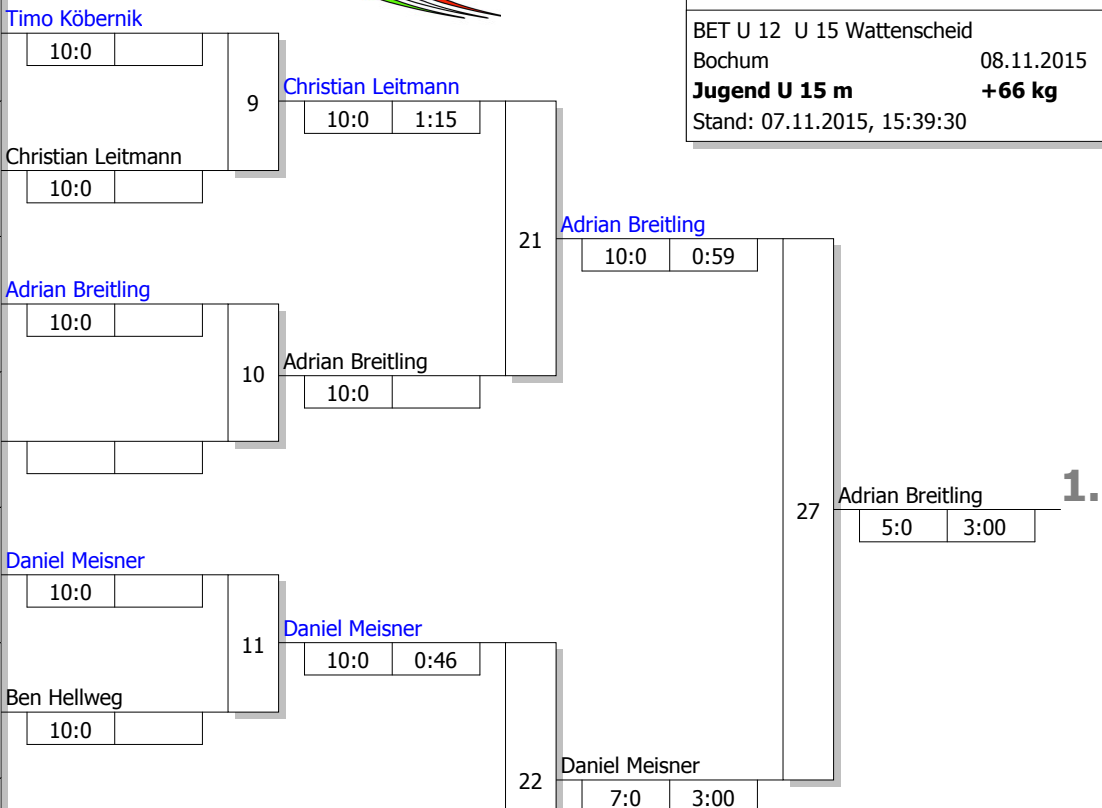 Timo Köbernik
10:0
BET U 12 U 15 Wattenscheid
Bochum 08.11.2015
Jugend U 15 m +66 kg
Stand: 07.11.2015, 15:39:30
9
Christian Leitmann
10:0 1:15
Christian Leitmann
10:0
21
Adrian Breitling
10:0 0:59
Adrian Breitling
10:0
10
Adrian Breitling
10:0
27
Adrian Breitling 1.
5:0 3:00
Daniel Meisner
10:0
11
Daniel Meisner
10:0 0:46
Ben Hellweg
10:0
22
Daniel Meisner
7:0 3:00